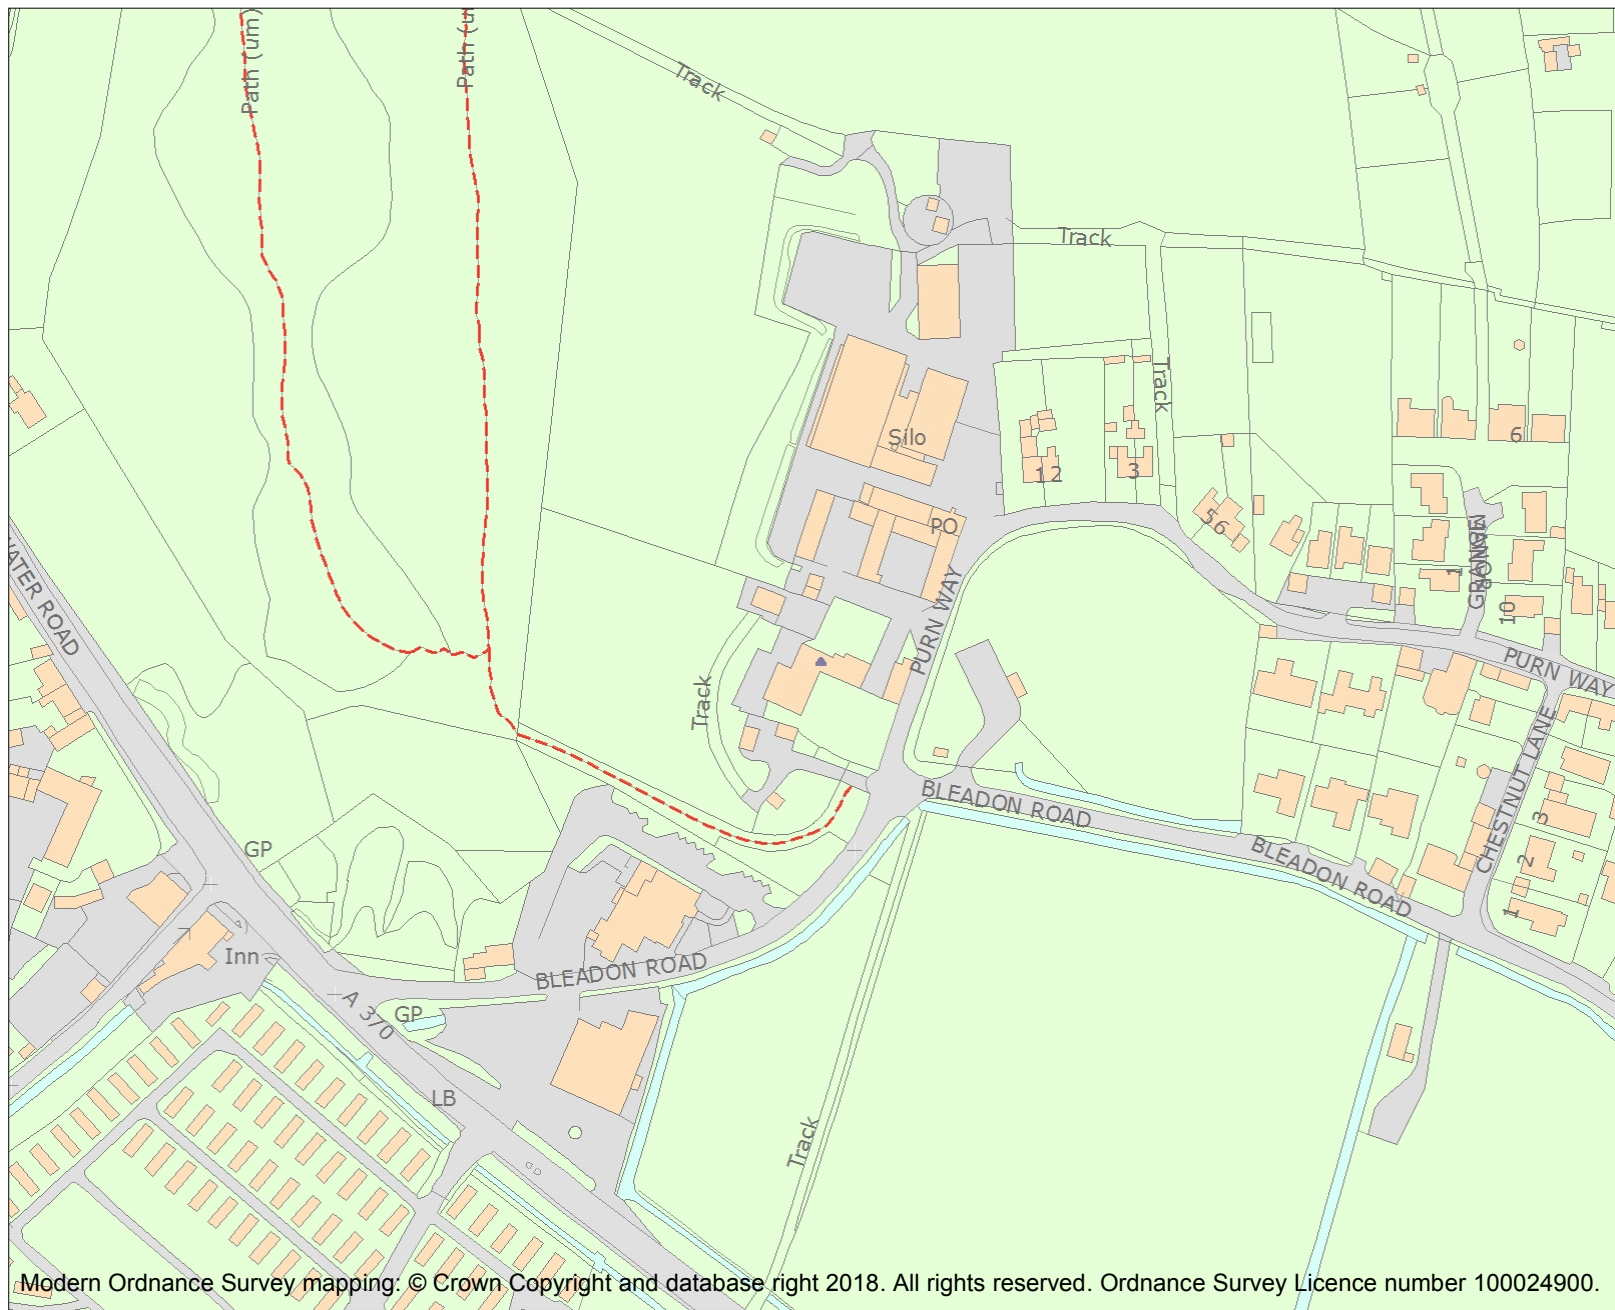 Path (um)
Path (u
Track
Track
Track
Silo
12
3
6
56
PO
PURN WAY
1
10
PURN WAY
WATER ROAD
Track
CHESTNUT LANE
BLEADON ROAD
BLEADON ROAD
3
2
1
GP
Inn
BLEADON ROAD
A 370
GP
LB
Track
Modern Ordnance Survey mapping: © Crown Copyright and database right 2018. All rights reserved. Ordnance Survey Licence number 100024900.